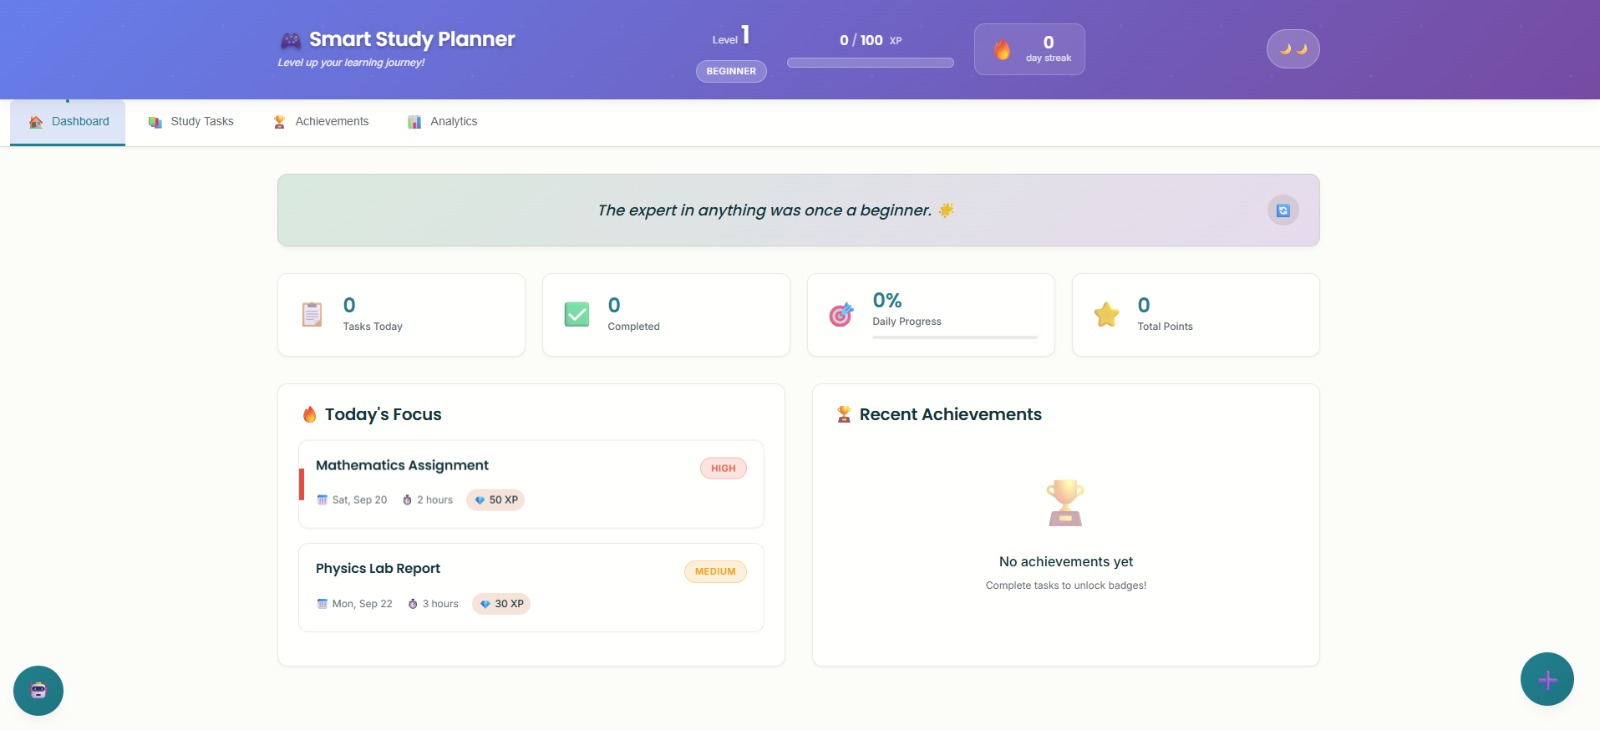 Smart Study Planner
Level up your learning journey!
Level 1
BEGINNER
0 / 100 XP
0
day streak
Dashboard
Study Tasks
Achievements
Analytics
The expert in anything was once a beginner.
0
Tasks Today
0
Completed
0%
Daily Progress
0
Total Points
Today's Focus
Mathematics Assignment
HIGH
Sat, Sep 20
2 hours
50 XP
Physics Lab Report
MEDIUM
Mon, Sep 22
3 hours
30 XP
Recent Achievements
No achievements yet
Complete tasks to unlock badges!